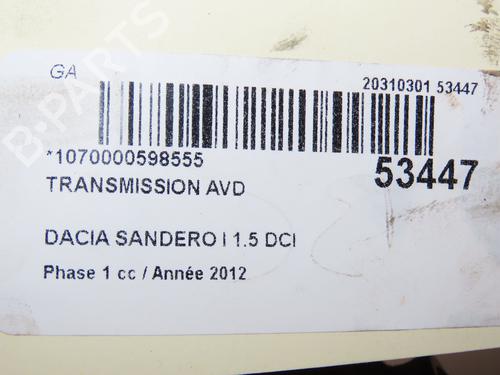 GA
20310301 53447
*1070000598555
53447
TRANSMISSION AVD
DACIA SANDERO I 1.5 DCI
Phase 1 cc / Année 2012
B-PARTS